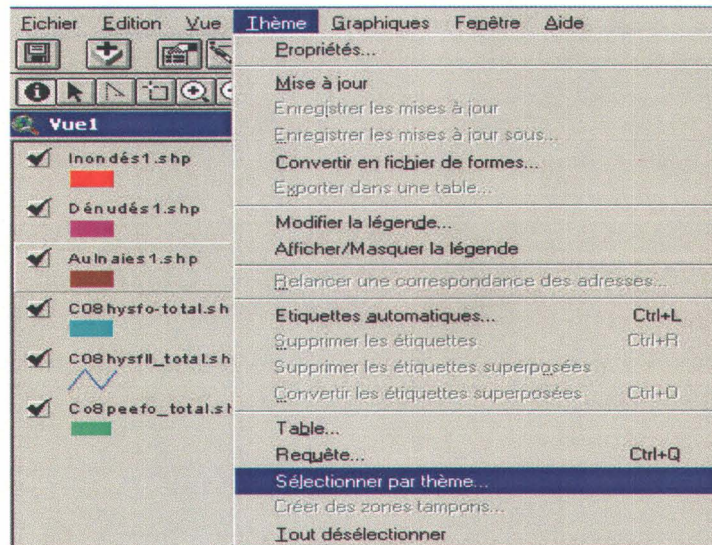 Fichier Edition Vue Thème Graphiques Fenêtre Aide
Propriétés...
Mise à jour
Enregistrer les mises à jour
Enregistrer les mises à jour sous...
Convertir en fichier de formes...
Exporter dans une table...
Modifier la légende...
Afficher/Masquer la légende
Relancer une correspondance des adresses...
Etiquettes automatiques... Ctrl+L
Supprimer les étiquettes Ctrl+R
Supprimer les étiquettes superposées
Convertir les étiquettes superposées Ctrl+O
Table...
Requête... Ctrl+Q
Sélectionner par thème...
Créer des zones tampons...
Tout désélectionner
Vue1
Inondés1.shp
Dénudés1.shp
Aulnaies1.shp
C08hysfo-total.sh
C08hysfll_total.sh
Co8peefo_total.sh